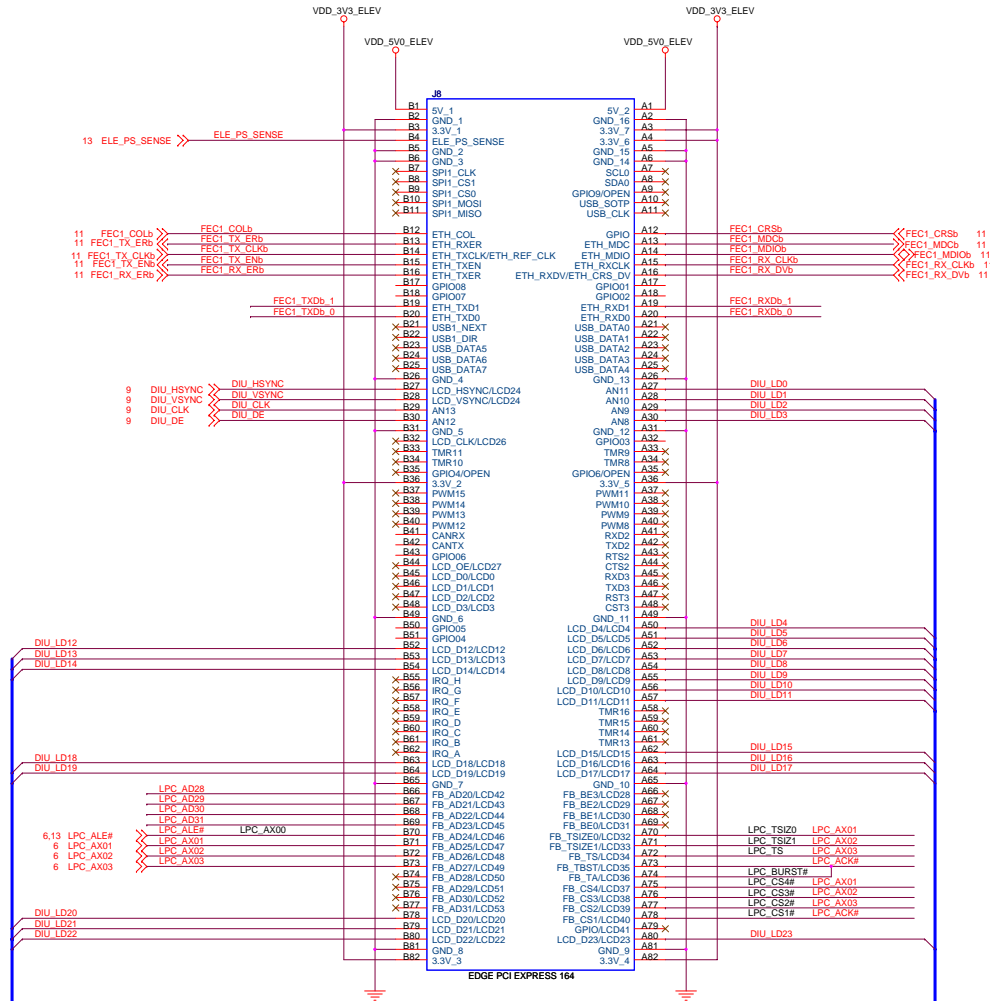 VDD_3V3_ELEV VDD_3V3_ELEV
VDD_5V0_ELEV VDD_5V0_ELEV
J8
B1 5V_1 5V_2 A1
B2 GND_1 GND_16 A2
B3 3.3V_1 3.3V_7 A3
13 ELE_PS_SENSE ELE_PS_SENSE B4 ELE_PS_SENSE 3.3V_6 A4
B5 GND_2 GND_15 A5
B6 GND_3 GND_14 A6
B7 SPI1_CLK SCL0 A7
B8 SPI1_CS1 SDA0 A8
B9 SPI1_CS0 GPIO9/OPEN A9
B10 SPI1_MOSI USB_SOTP A10
B11 SPI1_MISO USB_CLK A11
11 FEC1_COLb FEC1_COLb B12 ETH_COL GPIO A12 FEC1_CRSb FEC1_CRSb 11
11 FEC1_TX_ERb FEC1_TX_ERb B13 ETH_RXER ETH_MDC A13 FEC1_MDCb FEC1_MDCb 11
11 FEC1_TX_CLKb FEC1_TX_CLKb B14 ETH_TXCLK/ETH_REF_CLK ETH_MDIO A14 FEC1_MDIOb FEC1_MDIOb 11
11 FEC1_TX_ENb FEC1_TX_ENb B15 ETH_TXEN ETH_RXCLK A15 FEC1_RX_CLKb FEC1_RX_CLKb 11
11 FEC1_RX_ERb FEC1_RX_ERb B16 ETH_TXER ETH_RXDV/ETH_CRS_DV A16 FEC1_RX_DVb FEC1_RX_DVb 11
B17 GPIO08 GPIO01 A17
B18 GPIO07 GPIO02 A18
FEC1_TXDb_1 B19 ETH_TXD1 ETH_RXD1 A19 FEC1_RXDb_1
FEC1_TXDb_0 B20 ETH_TXD0 ETH_RXD0 A20 FEC1_RXDb_0
B21 USB1_NEXT USB_DATA0 A21
B22 USB1_DIR USB_DATA1 A22
B23 USB_DATA5 USB_DATA2 A23
B24 USB_DATA6 USB_DATA3 A24
B25 USB_DATA7 USB_DATA4 A25
B26 GND_4 GND_13 A26
9 DIU_HSYNC DIU_HSYNC B27 LCD_HSYNC/LCD24 AN11 A27 DIU_LD0
9 DIU_VSYNC DIU_VSYNC B28 LCD_VSYNC/LCD24 AN10 A28 DIU_LD1
9 DIU_CLK DIU_CLK B29 AN13 AN9 A29 DIU_LD2
9 DIU_DE DIU_DE B30 AN12 AN8 A30 DIU_LD3
B31 GND_5 GND_12 A31
B32 LCD_CLK/LCD26 GPIO03 A32
B33 TMR11 TMR9 A33
B34 TMR10 TMR8 A34
B35 GPIO4/OPEN GPIO6/OPEN A35
B36 3.3V_2 3.3V_5 A36
B37 PWM15 PWM11 A37
B38 PWM14 PWM10 A38
B39 PWM13 PWM9 A39
B40 PWM12 PWM8 A40
B41 CANRX RXD2 A41
B42 CANTX TXD2 A42
B43 GPIO06 RTS2 A43
B44 LCD_OE/LCD27 CTS2 A44
B45 LCD_D0/LCD0 RXD3 A45
B46 LCD_D1/LCD1 TXD3 A46
B47 LCD_D2/LCD2 RST3 A47
B48 LCD_D3/LCD3 CST3 A48
B49 GND_6 GND_11 A49
B50 GPIO05 LCD_D4/LCD4 A50 DIU_LD4
B51 GPIO04 LCD_D5/LCD5 A51 DIU_LD5
DIU_LD12 B52 LCD_D12/LCD12 LCD_D6/LCD6 A52 DIU_LD6
DIU_LD13 B53 LCD_D13/LCD13 LCD_D7/LCD7 A53 DIU_LD7
DIU_LD14 B54 LCD_D14/LCD14 LCD_D8/LCD8 A54 DIU_LD8
B55 IRQ_H LCD_D9/LCD9 A55 DIU_LD9
B56 IRQ_G LCD_D10/LCD10 A56 DIU_LD10
B57 IRQ_F LCD_D11/LCD11 A57 DIU_LD11
B58 IRQ_E TMR16 A58
B59 IRQ_D TMR15 A59
B60 IRQ_C TMR14 A60
B61 IRQ_B TMR13 A61
B62 IRQ_A LCD_D15/LCD15 A62 DIU_LD15
DIU_LD18 B63 LCD_D18/LCD18 LCD_D16/LCD16 A63 DIU_LD16
DIU_LD19 B64 LCD_D19/LCD19 LCD_D17/LCD17 A64 DIU_LD17
B65 GND_7 GND_10 A65
LPC_AD28 B66 FB_AD20/LCD42 FB_BE3/LCD28 A66
LPC_AD29 B67 FB_AD21/LCD43 FB_BE2/LCD29 A67
LPC_AD30 B68 FB_AD22/LCD44 FB_BE1/LCD30 A68
LPC_AD31 B69 FB_AD23/LCD45 FB_BE0/LCD31 A69
6,13 LPC_ALE# LPC_ALE# LPC_AX00 B70 FB_AD24/LCD46 FB_TSIZE0/LCD32 A70 LPC_TSIZ0 LPC_AX01
6 LPC_AX01 LPC_AX01 B71 FB_AD25/LCD47 FB_TSIZE1/LCD33 A71 LPC_TSIZ1 LPC_AX02
6 LPC_AX02 LPC_AX02 B72 FB_AD26/LCD48 FB_TS/LCD34 A72 LPC_TS LPC_AX03
6 LPC_AX03 LPC_AX03 B73 FB_AD27/LCD49 FB_TBST/LCD35 A73 LPC_ACK#
B74 FB_AD28/LCD50 FB_TA/LCD36 A74 LPC_BURST#
B75 FB_AD29/LCD51 FB_CS4/LCD37 A75 LPC_CS4# LPC_AX01
B76 FB_AD30/LCD52 FB_CS3/LCD38 A76 LPC_CS3# LPC_AX02
B77 FB_AD31/LCD53 FB_CS2/LCD39 A77 LPC_CS2# LPC_AX03
DIU_LD20 B78 LCD_D20/LCD20 FB_CS1/LCD40 A78 LPC_CS1# LPC_ACK#
DIU_LD21 B79 LCD_D21/LCD21 GPIO/LCD41 A79
DIU_LD22 B80 LCD_D22/LCD22 LCD_D23/LCD23 A80 DIU_LD23
B81 GND_8 GND_9 A81
B82 3.3V_3 3.3V_4 A82
EDGE PCI EXPRESS 164